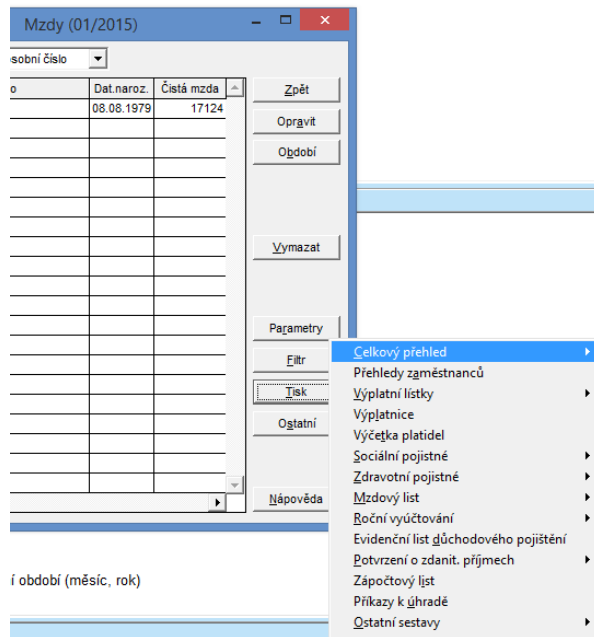 Mzdy (01/2015)
osobní číslo
o Dat.naroz. Čistá mzda
08.08.1979 17124
Zpět
Opravit
Období
Vymazat
Parametry
Filtr
Tisk
Ostatní
Nápověda
Celkový přehled
Přehledy zaměstnanců
Výplatní lístky
Výplatnice
Výčetka platidel
Sociální pojistné
Zdravotní pojistné
Mzdový list
Roční vyúčtování
Evidenční list důchodového pojištění
Potvrzení o zdanit. příjmech
Zápočtový list
Příkazy k úhradě
Ostatní sestavy
í období (měsíc, rok)